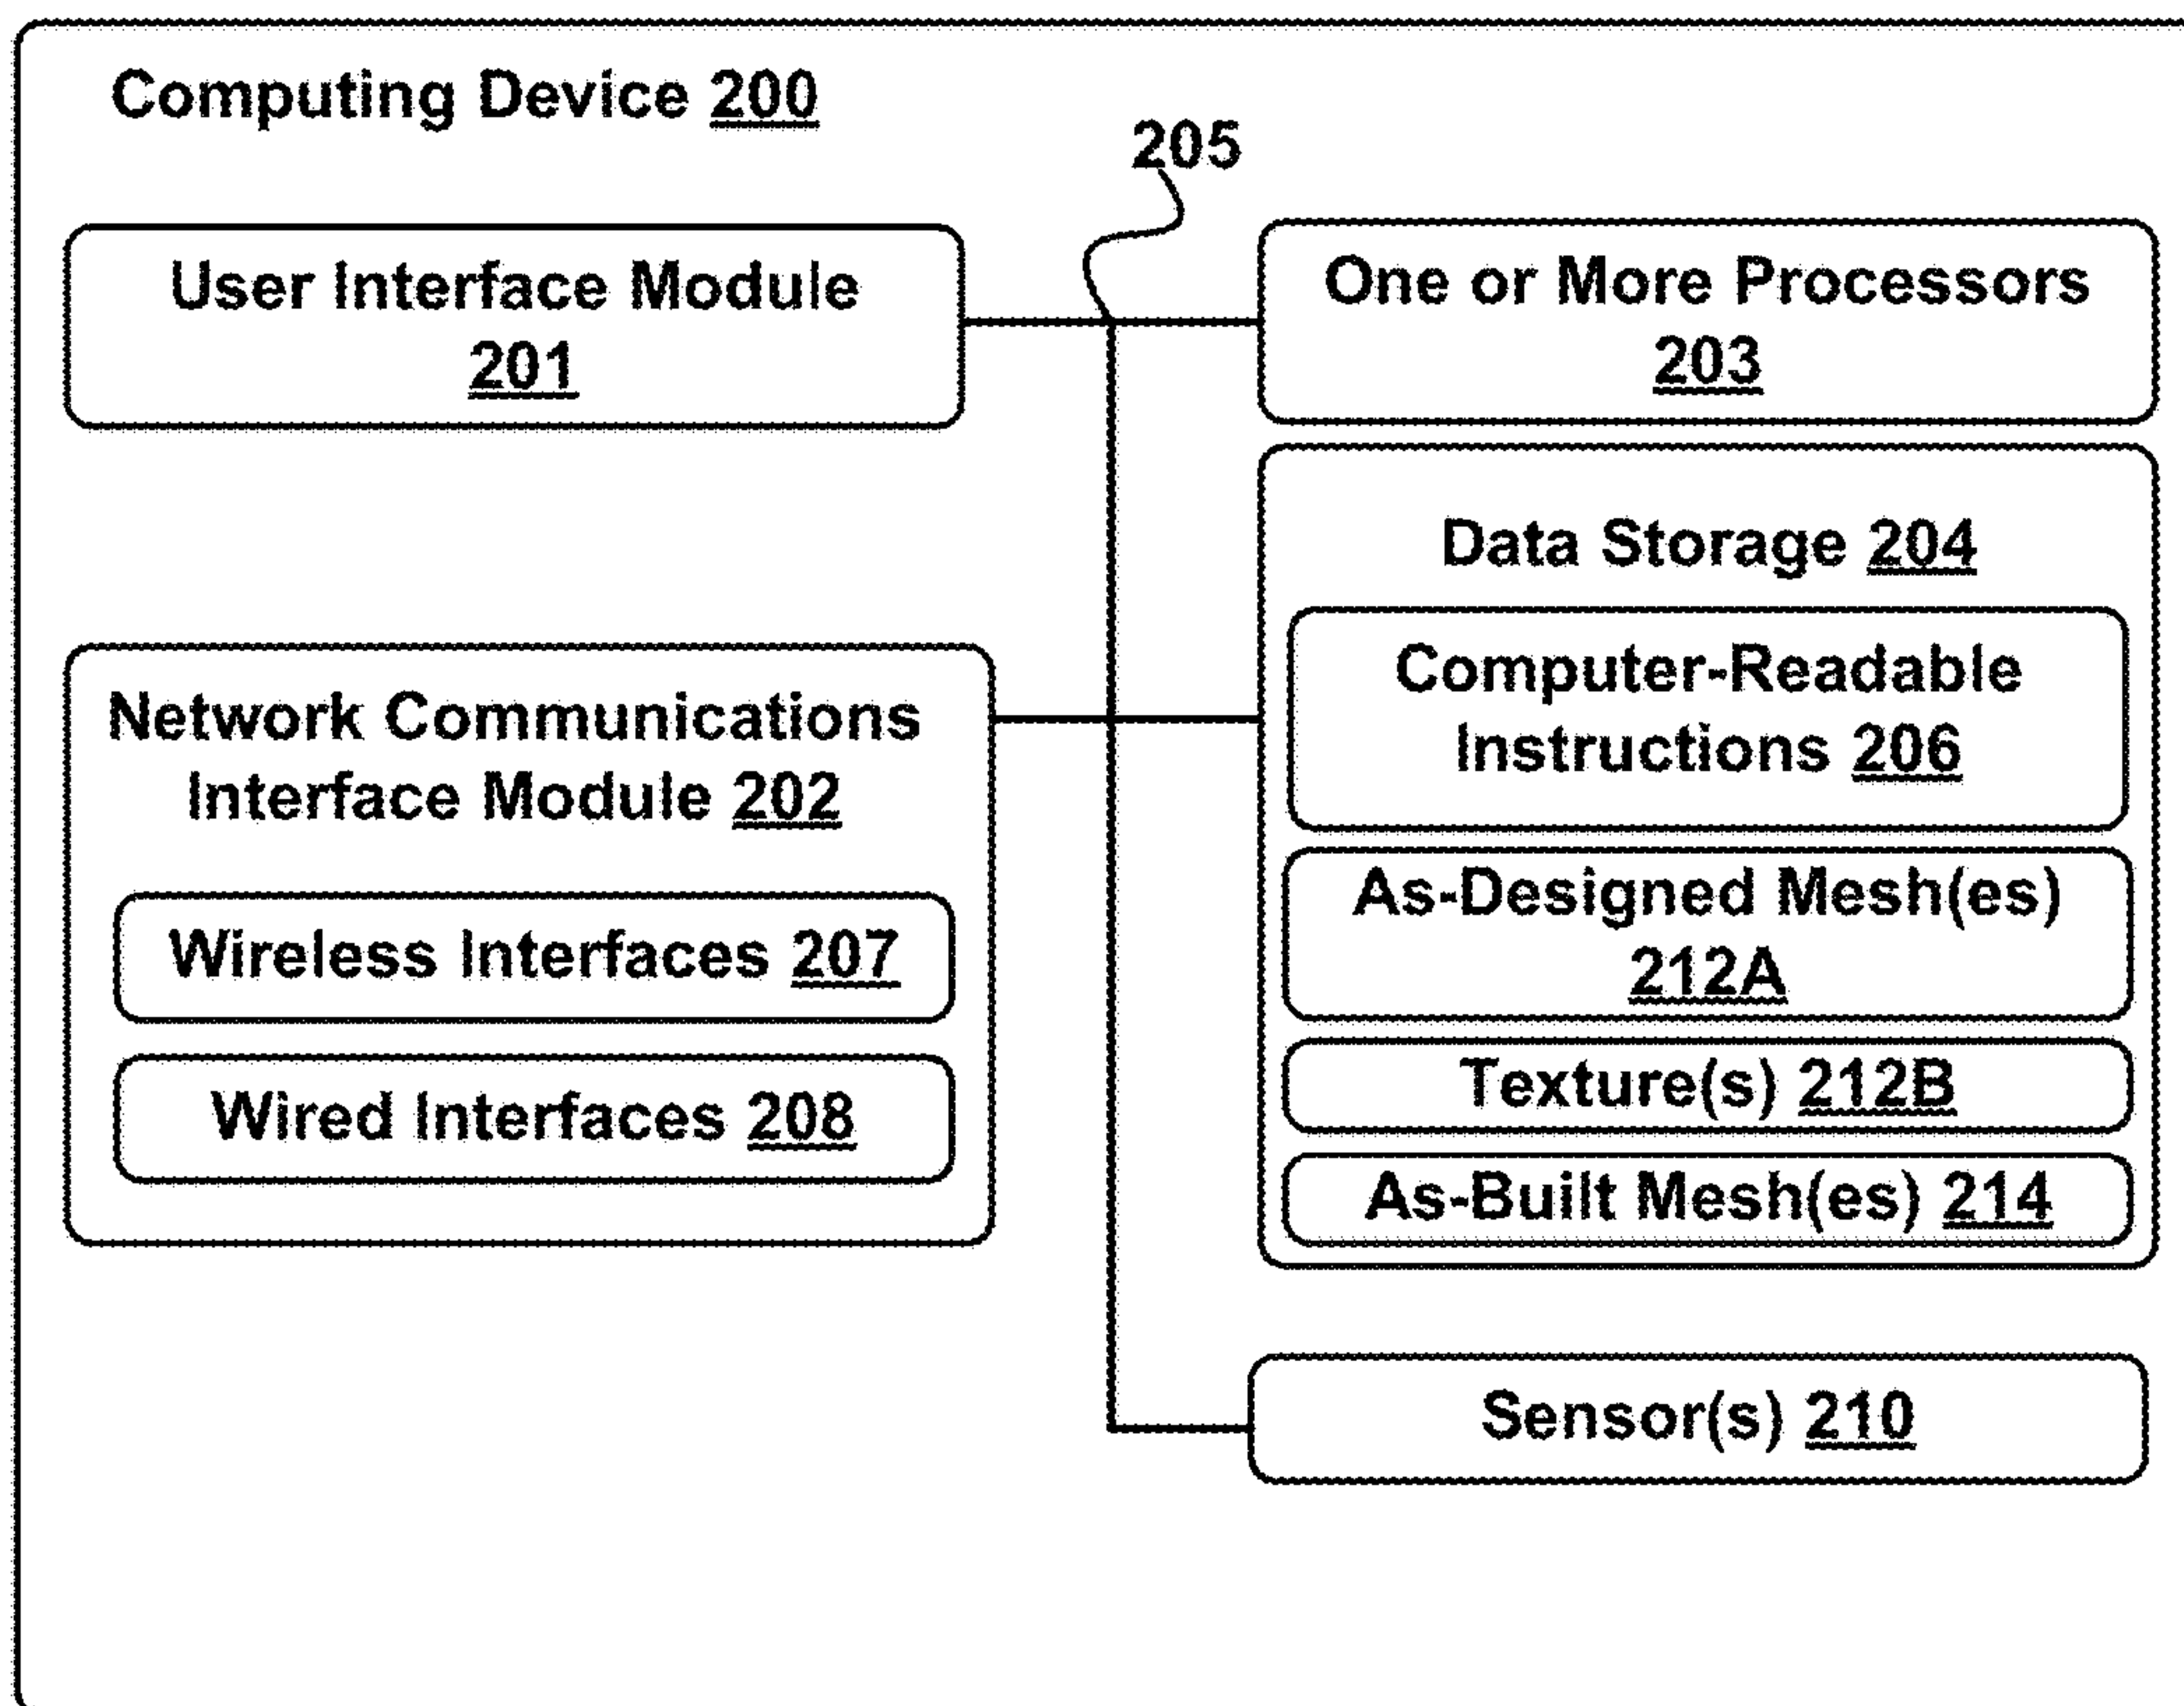 Computing Device 200
205
User Interface Module
201
One or More Processors
203
Network Communications
Interface Module 202
Wireless Interfaces 207
Wired Interfaces 208
Data Storage 204
Computer-Readable
Instructions 206
As-Designed Mesh(es)
212A
Texture(s) 212B
As-Built Mesh(es) 214
Sensor(s) 210